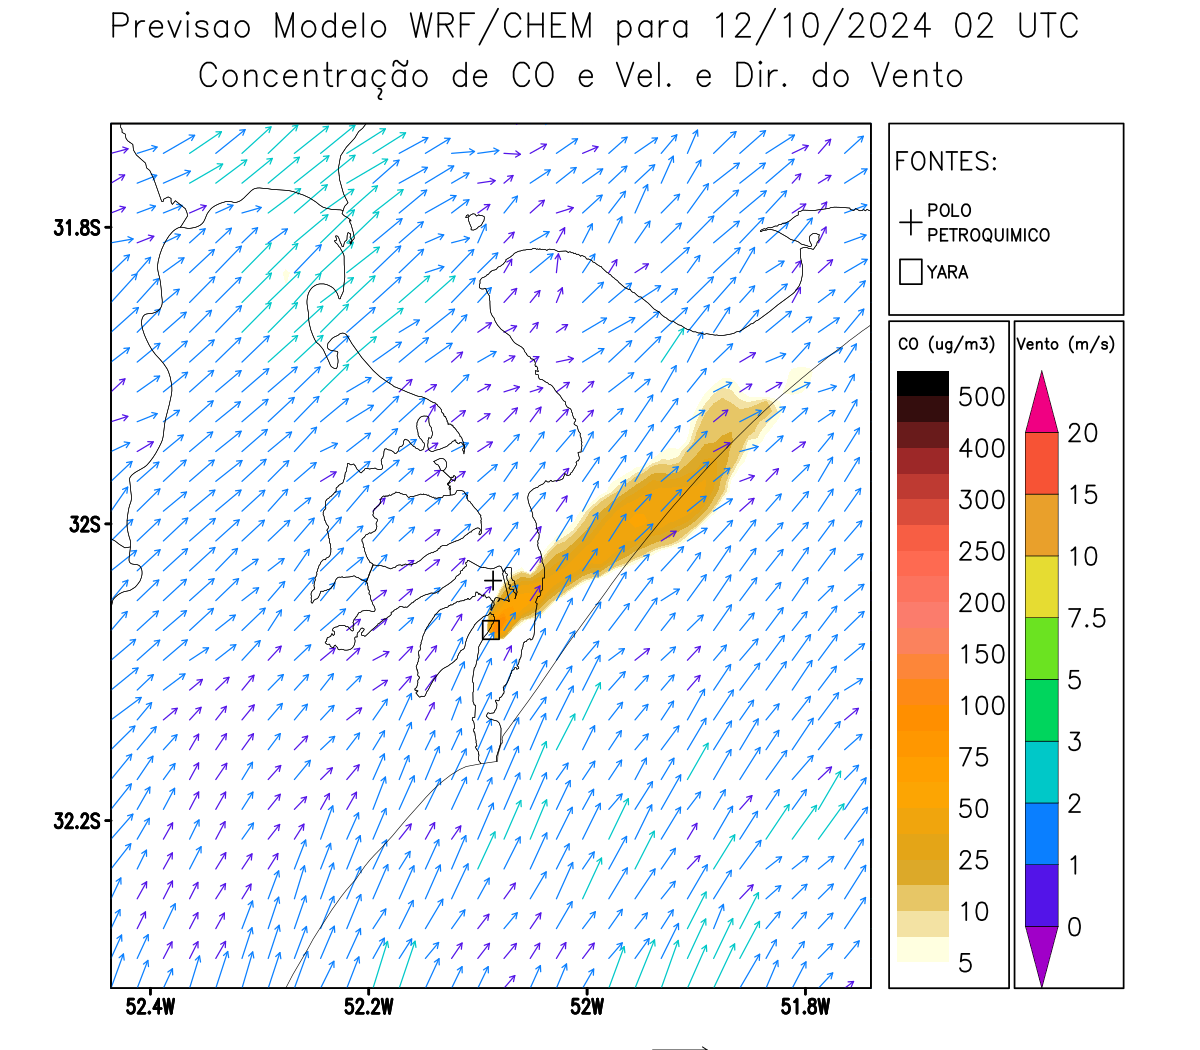 Previsao Modelo WRF/CHEM para 12/10/2024 02 UTC
Concentração de CO e Vel. e Dir. do Vento
FONTES:
POLO
PETROQUIMICO
YARA
CO (ug/m3)
500
400
300
250
200
150
100
75
50
25
10
5
Vento (m/s)
20
15
10
7.5
5
3
2
1
0
31.8S
32S
32.2S
52.4W
52.2W
52W
51.8W